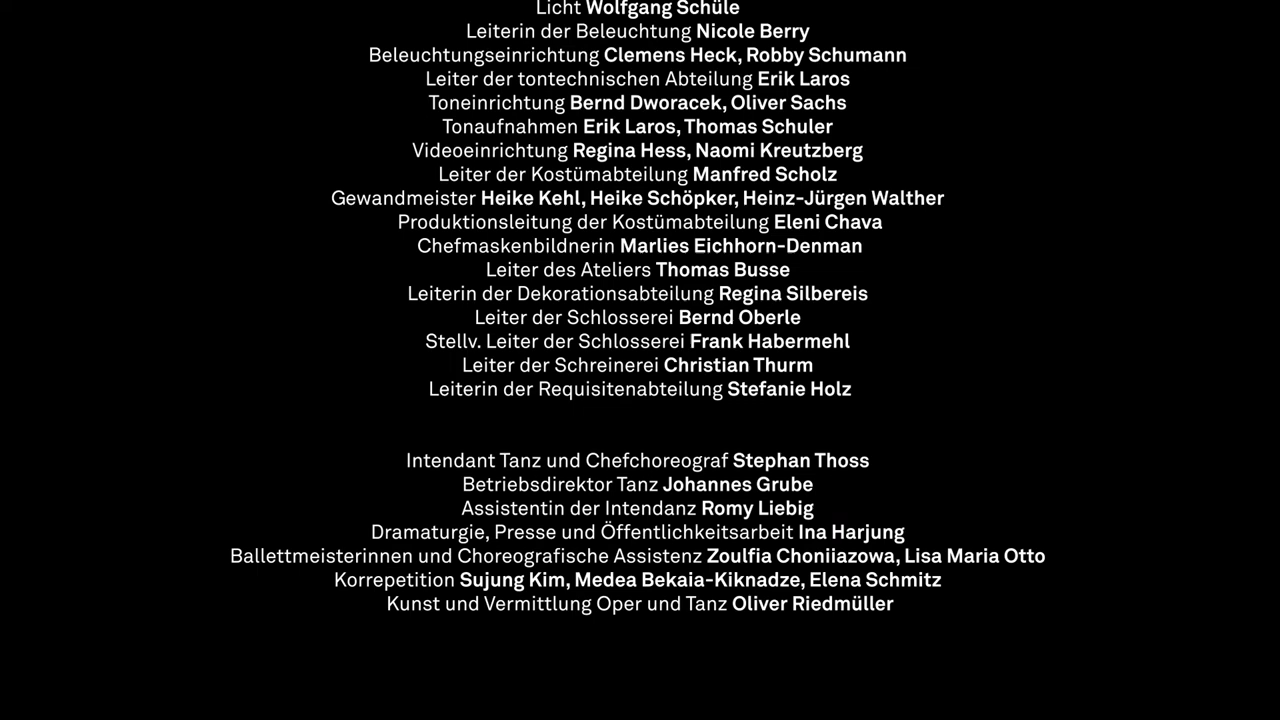 Licht Wolfgang Schüle
Leiterin der Beleuchtung Nicole Berry
Beleuchtungseinrichtung Clemens Heck, Robby Schumann
Leiter der tontechnischen Abteilung Erik Laros
Toneinrichtung Bernd Dworacek, Oliver Sachs
Tonaufnahmen Erik Laros, Thomas Schuler
Videoeinrichtung Regina Hess, Naomi Kreutzberg
Leiter der Kostümabteilung Manfred Scholz
Gewandmeister Heike Kehl, Heike Schöpker, Heinz-Jürgen Walther
Produktionsleitung der Kostümabteilung Eleni Chava
Chefmaskenbildnerin Marlies Eichhorn-Denman
Leiter des Ateliers Thomas Busse
Leiterin der Dekorationsabteilung Regina Silbereis
Leiter der Schlosserei Bernd Oberle
Stellv. Leiter der Schlosserei Frank Habermehl
Leiter der Schreinerei Christian Thurm
Leiterin der Requisitenabteilung Stefanie Holz
Intendant Tanz und Chefchoreograf Stephan Thoss
Betriebsdirektor Tanz Johannes Grube
Assistentin der Intendanz Romy Liebig
Dramaturgie, Presse und Öffentlichkeitsarbeit Ina Harjung
Ballettmeisterinnen und Choreografische Assistenz Zoulfia Choniiazowa, Lisa Maria Otto
Korrepetition Sujung Kim, Medea Bekaia-Kiknadze, Elena Schmitz
Kunst und Vermittlung Oper und Tanz Oliver Riedmüller